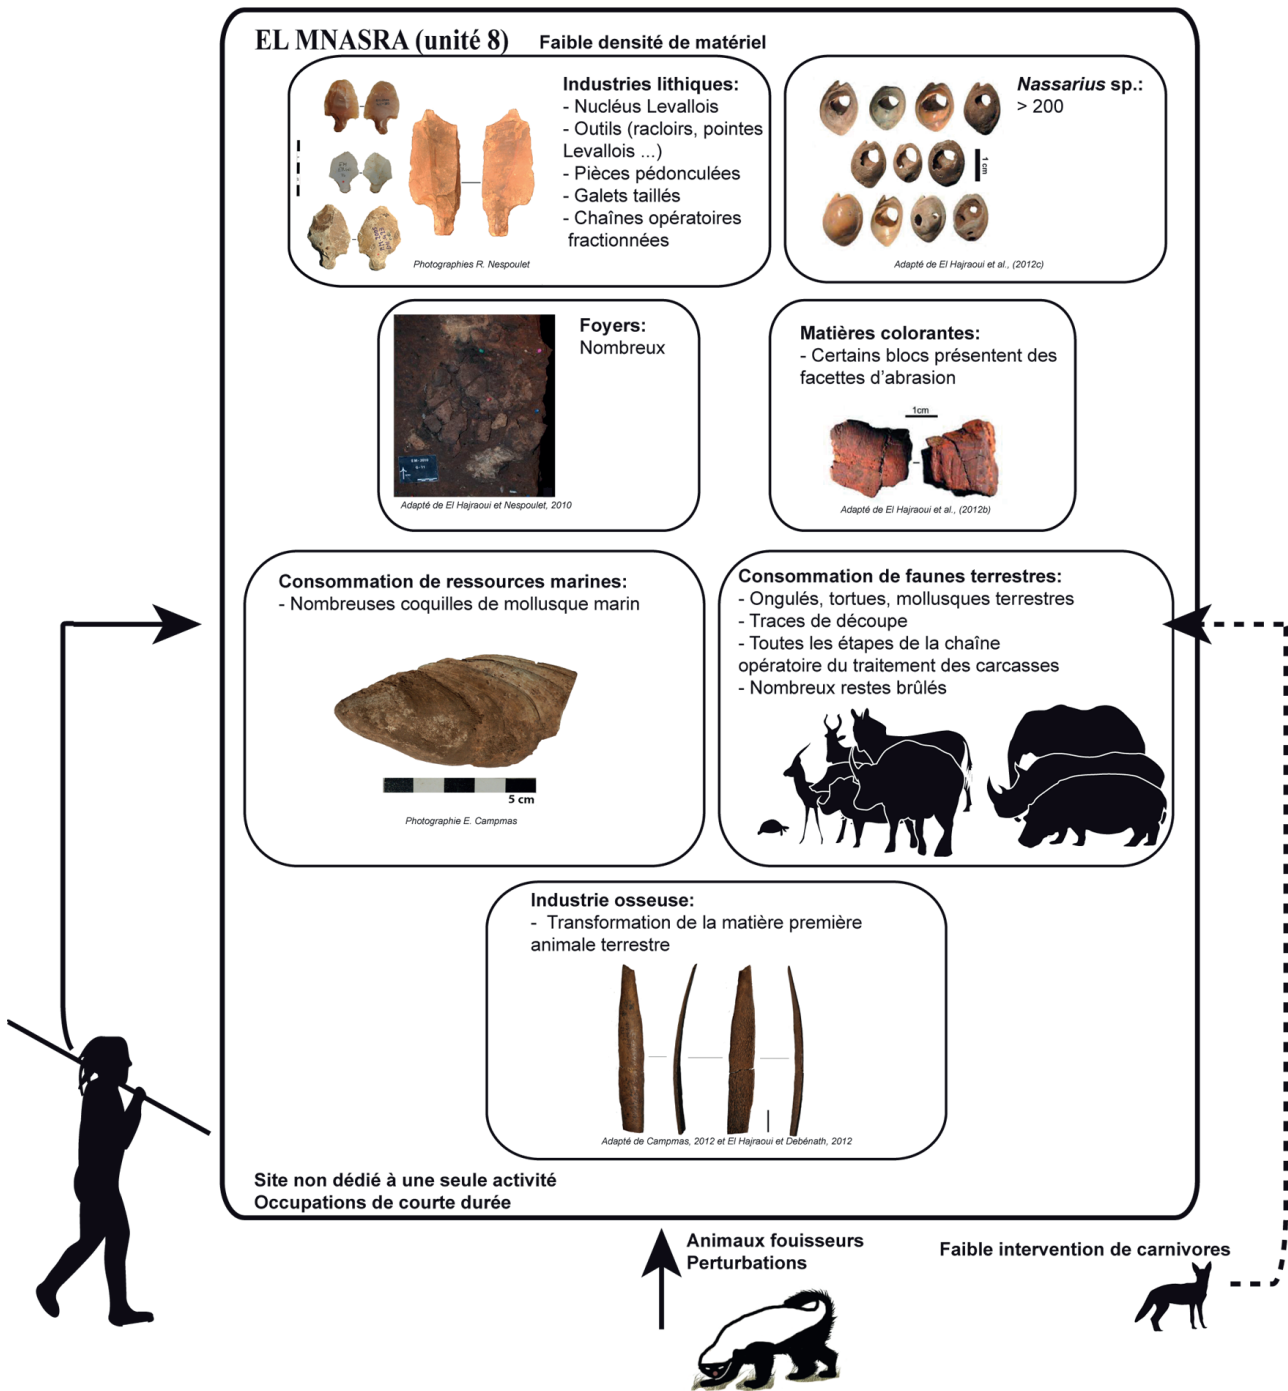 EL MNASRA (unité 8) Faible densité de matériel
Industries lithiques:
- Nucléus Levallois
- Outils (racloirs, pointes
Levallois ...)
- Pièces pédonculées
- Galets taillés
- Chaînes opératoires
fractionnées
Photographies R. Nespoulet
Nassarius sp.:
> 200
1 cm
Adapté de El Hajraoui et al., (2012c)
Foyers:
Nombreux
Adapté de El Hajraoui et Nespoulet, 2010
Matières colorantes:
- Certains blocs présentent des
facettes d'abrasion
1cm
Adapté de El Hajraoui et al., (2012b)
Consommation de ressources marines:
- Nombreuses coquilles de mollusque marin
5 cm
Photographie E. Campmas
Consommation de faunes terrestres:
- Ongulés, tortues, mollusques terrestres
- Traces de découpe
- Toutes les étapes de la chaîne
opératoire du traitement des carcasses
- Nombreux restes brûlés
Industrie osseuse:
- Transformation de la matière première
animale terrestre
Adapté de Campmas, 2012 et El Hajraoui et Debénath, 2012
Site non dédié à une seule activité
Occupations de courte durée
Animaux fouisseurs
Perturbations
Faible intervention de carnivores